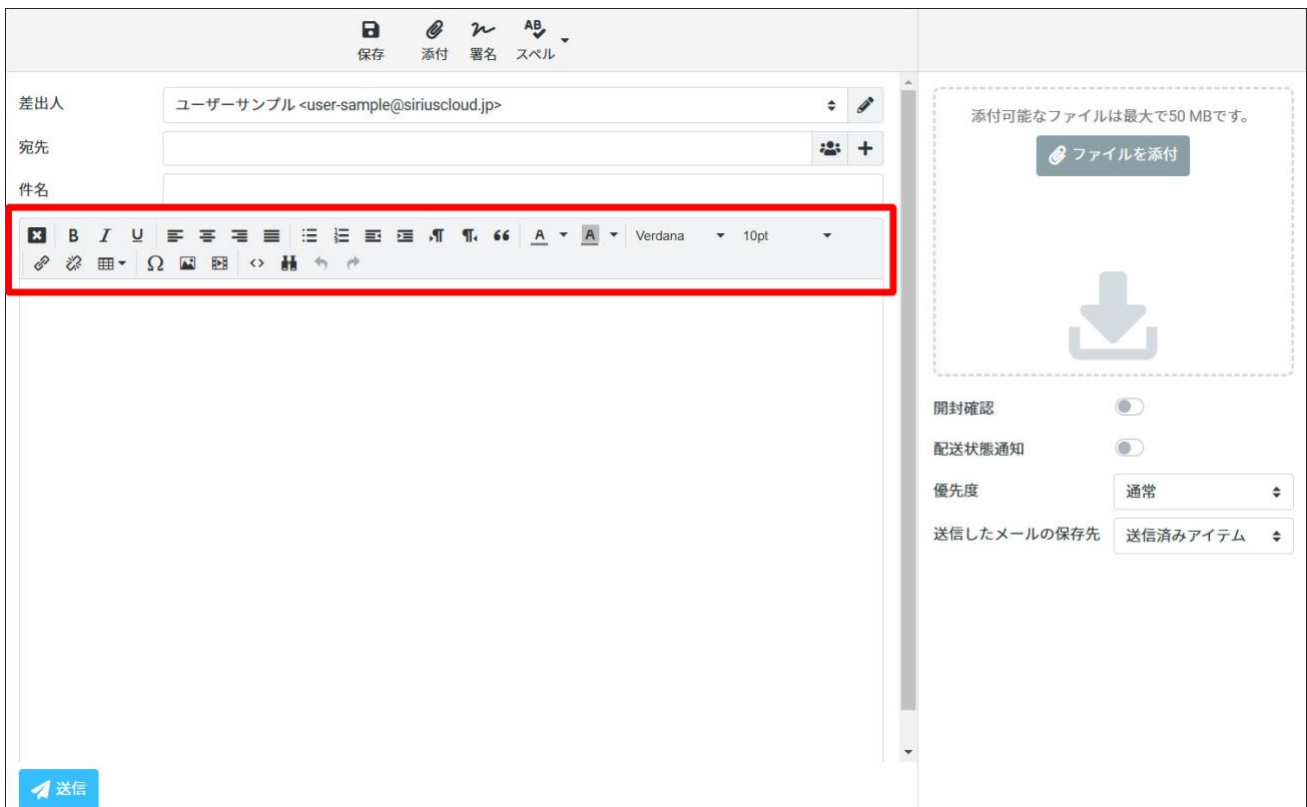 保存 添付 署名 スペル
差出人 ユーザーサンプル <user-sample@siriuscloud.jp>
宛先
件名
B I U A A Verdana 10pt
Ω
送信
添付可能なファイルは最大で50 MBです。
ファイルを添付
開封確認
配送状態通知
優先度 通常
送信したメールの保存先 送信済みアイテム